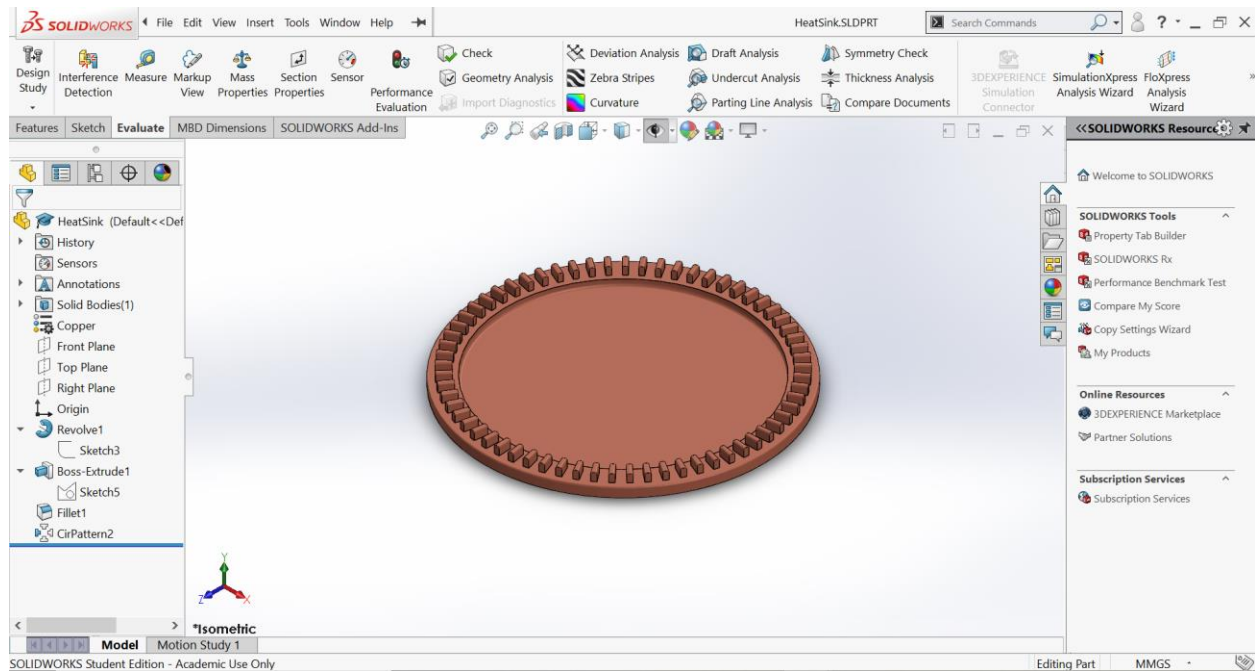 SOLIDWORKS File Edit View Insert Tools Window Help HeatSink.SLDPRT Search Commands ?
Design Study
Interference Detection
Measure
Markup View
Mass Properties
Section Properties
Sensor
Performance Evaluation
Check
Geometry Analysis
Import Diagnostics
Deviation Analysis
Zebra Stripes
Curvature
Draft Analysis
Undercut Analysis
Parting Line Analysis
Symmetry Check
Thickness Analysis
Compare Documents
3DEXPERIENCE Simulation Connector
SimulationXpress Analysis Wizard
FloXpress Analysis Wizard
Features Sketch Evaluate MBD Dimensions SOLIDWORKS Add-Ins
HeatSink (Default<<Def
History
Sensors
Annotations
Solid Bodies(1)
Copper
Front Plane
Top Plane
Right Plane
Origin
Revolve1
Sketch3
Boss-Extrude1
Sketch5
Fillet1
CirPattern2
Y
Z
X
*Isometric
SOLIDWORKS Resource
Welcome to SOLIDWORKS
SOLIDWORKS Tools
Property Tab Builder
SOLIDWORKS Rx
Performance Benchmark Test
Compare My Score
Copy Settings Wizard
My Products
Online Resources
3DEXPERIENCE Marketplace
Partner Solutions
Subscription Services
Subscription Services
Model Motion Study 1
SOLIDWORKS Student Edition - Academic Use Only Editing Part MMGS